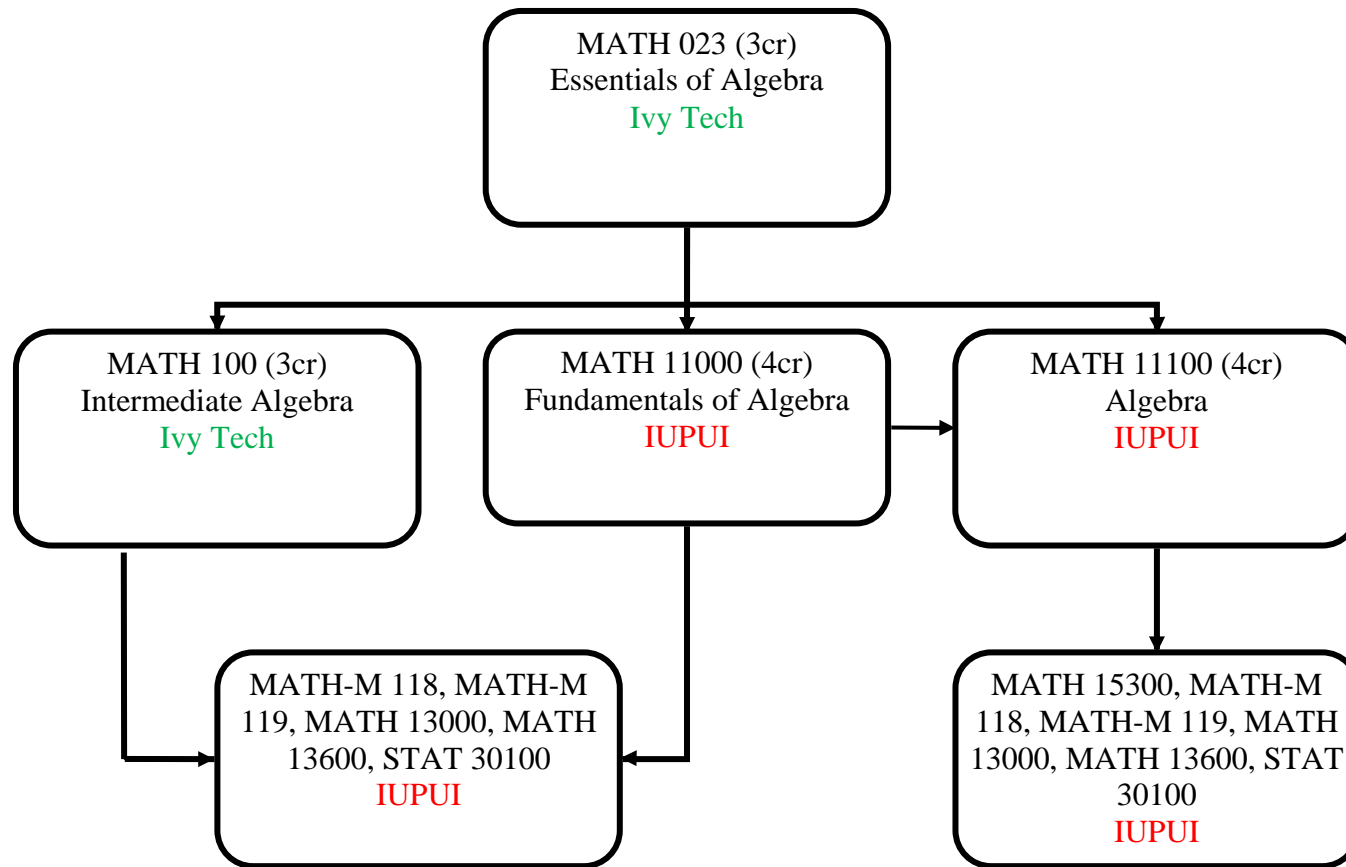 MATH 023 (3cr)
Essentials of Algebra
Ivy Tech
MATH 100 (3cr)
Intermediate Algebra
Ivy Tech
MATH 11000 (4cr)
Fundamentals of Algebra
IUPUI
MATH 11100 (4cr)
Algebra
IUPUI
MATH-M 118, MATH-M
119, MATH 13000, MATH
13600, STAT 30100
IUPUI
MATH 15300, MATH-M
118, MATH-M 119, MATH
13000, MATH 13600, STAT
30100
IUPUI